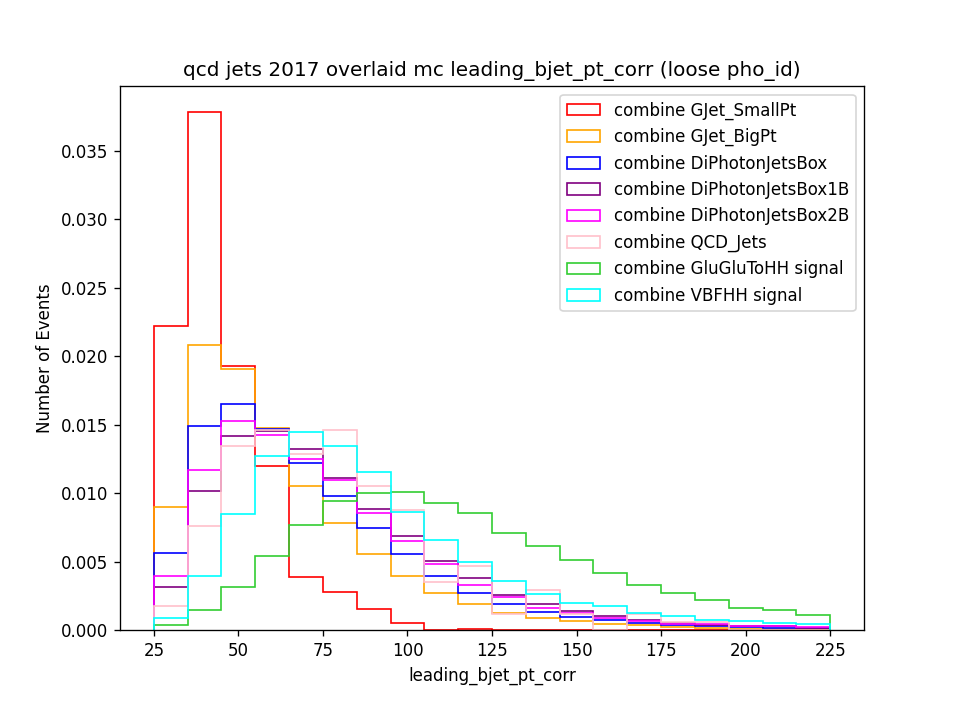 qcd jets 2017 overlaid mc leading_bjet_pt_corr (loose pho_id)
combine GJet_SmallPt
combine GJet_BigPt
combine DiPhotonJetsBox
combine DiPhotonJetsBox1B
combine DiPhotonJetsBox2B
combine QCD_Jets
combine GluGluToHH signal
combine VBFHH signal
Number of Events
0.035
0.030
0.025
0.020
0.015
0.010
0.005
0.000
25 50 75 100 125 150 175 200 225
leading_bjet_pt_corr